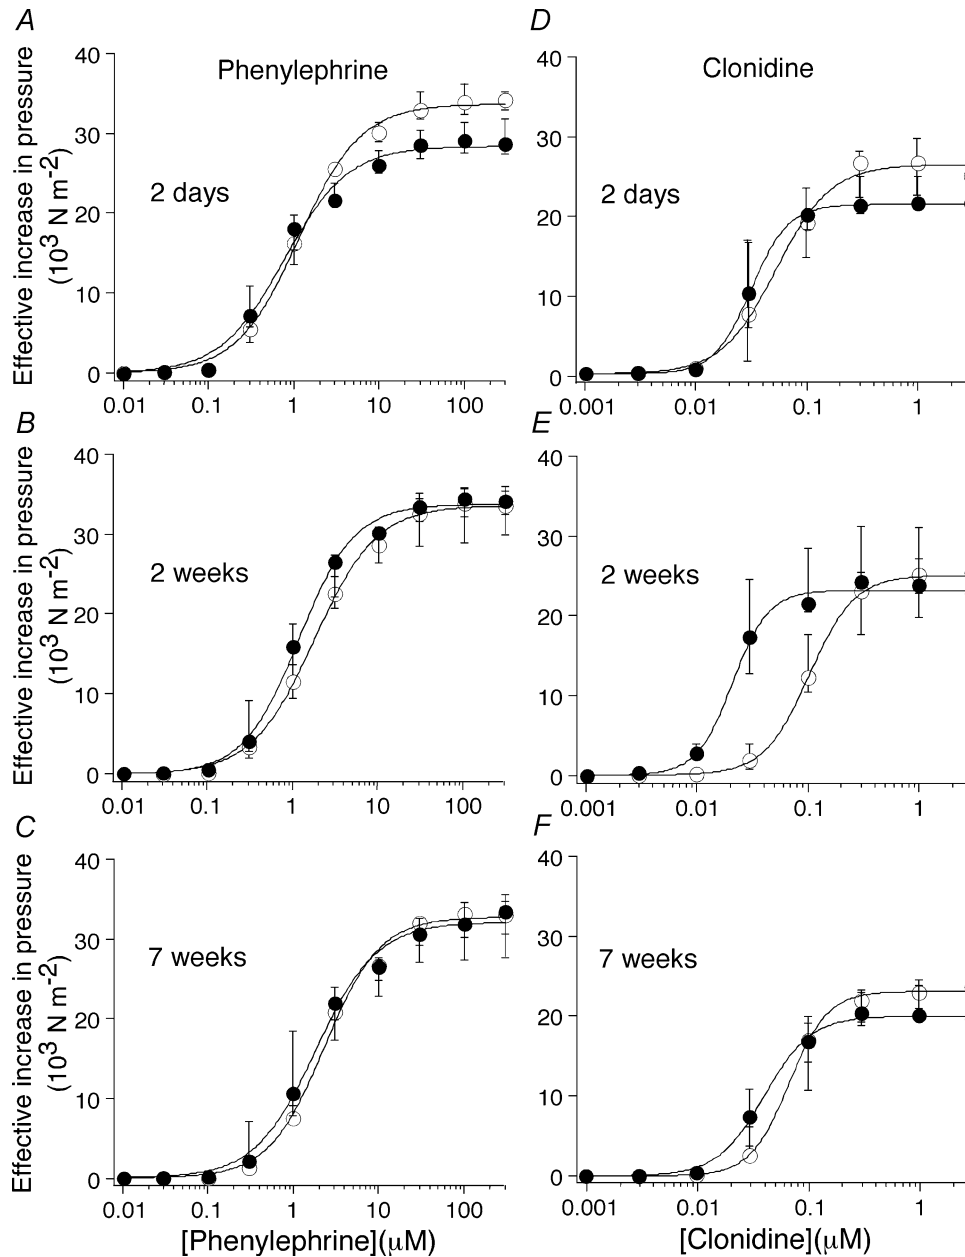 A
Phenylephrine
2 days
Effective increase in pressure
(10³ N m⁻²)
40
30
20
10
0
0.01 0.1 1 10 100
D
Clonidine
2 days
40
30
20
10
0
0.001 0.01 0.1 1
B
2 weeks
Effective increase in pressure
(10³ N m⁻²)
40
30
20
10
0
0.01 0.1 1 10 100
E
2 weeks
40
30
20
10
0
0.001 0.01 0.1 1
C
7 weeks
Effective increase in pressure
(10³ N m⁻²)
40
30
20
10
0
0.01 0.1 1 10 100
[Phenylephrine](μM)
F
7 weeks
40
30
20
10
0
0.001 0.01 0.1 1
[Clonidine](μM)